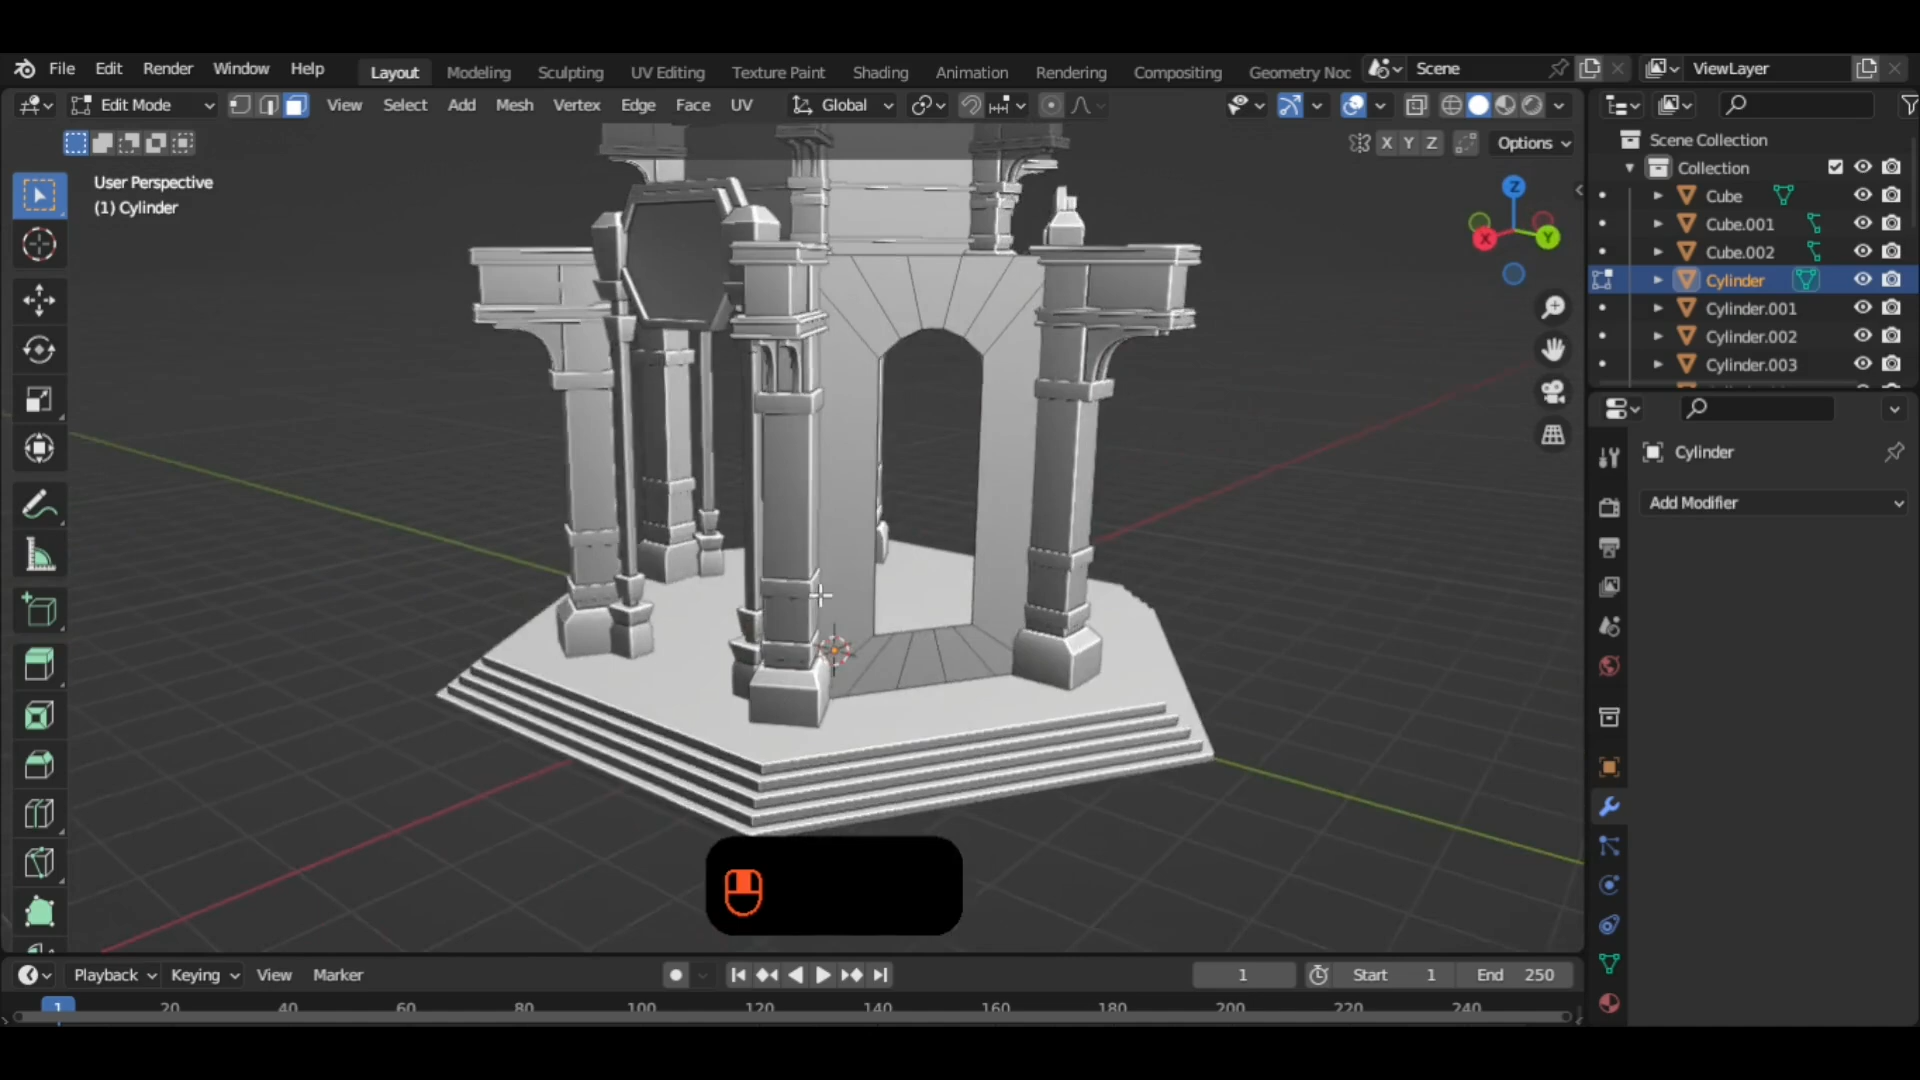 File Edit Render Window Help Layout Modeling Sculpting UV Editing Texture Paint Shading Animation Rendering Compositing Geometry Noc Scene ViewLayer
Edit Mode View Select Add Mesh Vertex Edge Face UV Global
X Y Z Options
User Perspective
(1) Cylinder
Z
X Y
Scene Collection
Collection
Cube
Cube.001
Cube.002
Cylinder
Cylinder.001
Cylinder.002
Cylinder.003
Cylinder
Add Modifier
Playback Keying View Marker 1 Start 1 End 250
1 20 40 60 80 100 120 140 160 180 200 220 240